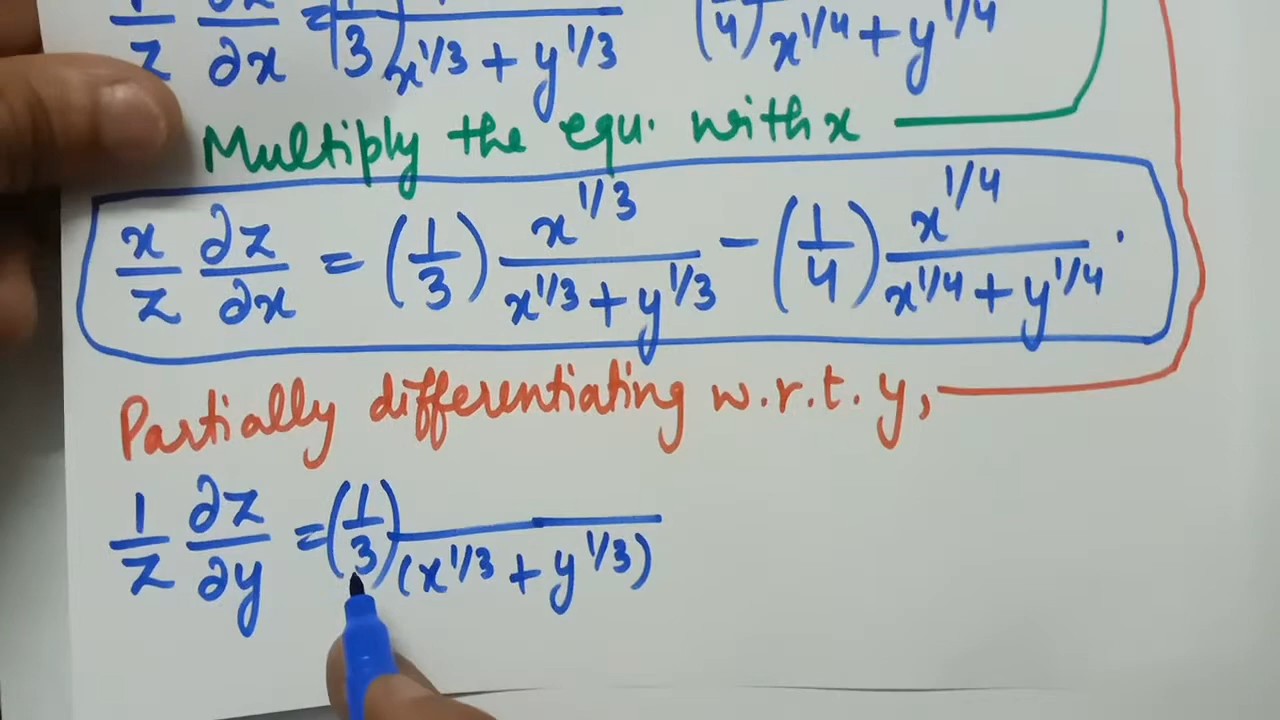 1/z ∂z/∂x = (1/3) 1/(x^1/3 + y^1/3) (1/4) x^1/4 + y^1/4
Multiply the equ. with x
x/z ∂z/∂x = (1/3) x^1/3/(x^1/3 + y^1/3) - (1/4) x^1/4/(x^1/4 + y^1/4) .
Partially differentiating w.r.t. y,
1/z ∂z/∂y = (1/3) /(x^1/3 + y^1/3)